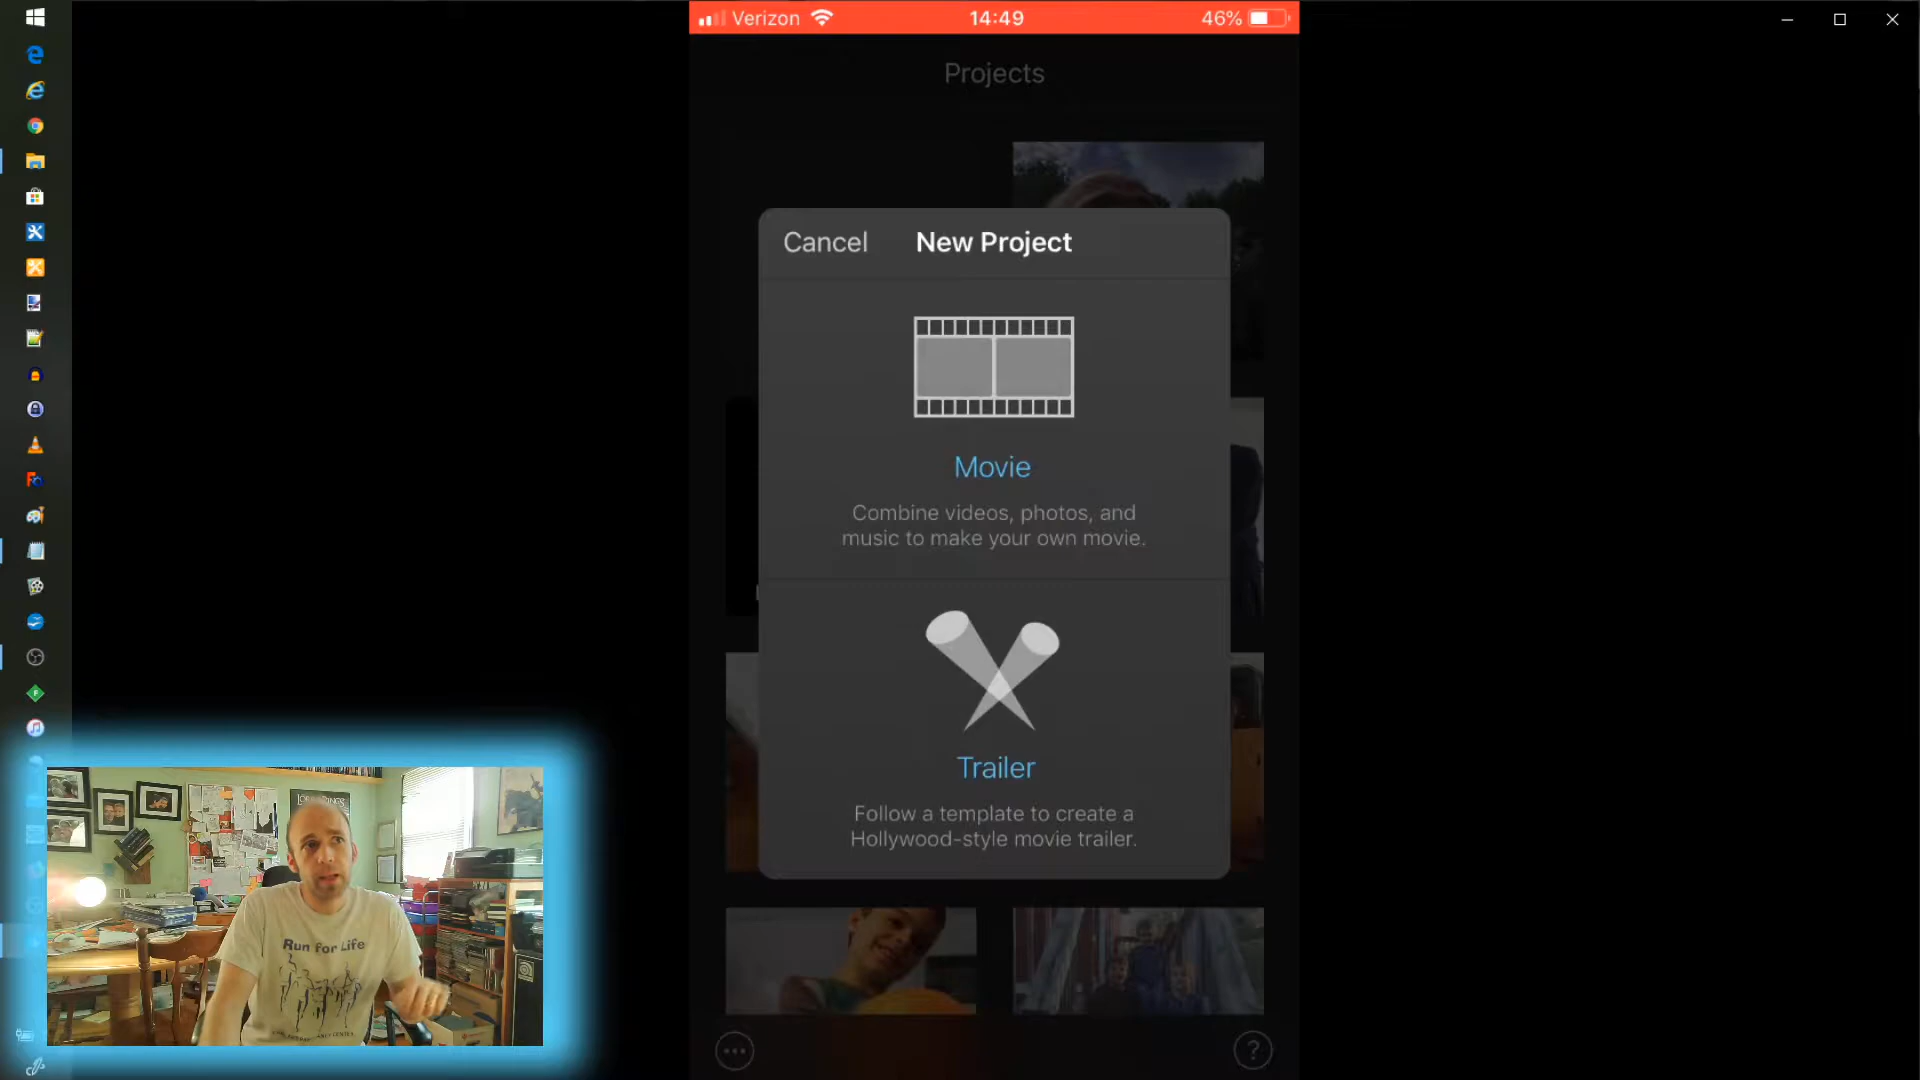 Verizon 14:49 46%
Projects
Cancel New Project
Movie
Combine videos, photos, and
music to make your own movie.
Trailer
Follow a template to create a
Hollywood-style movie trailer.
Run for Life